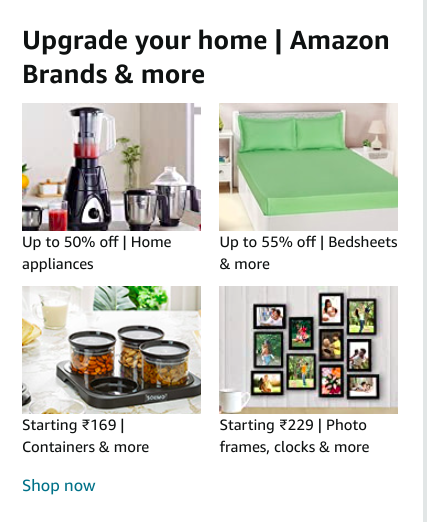 Upgrade your home | Amazon
Brands & more
Up to 50% off | Home
appliances
Up to 55% off | Bedsheets
& more
SOLIMO
Starting ₹169 |
Containers & more
Starting ₹229 | Photo
frames, clocks & more
Shop now